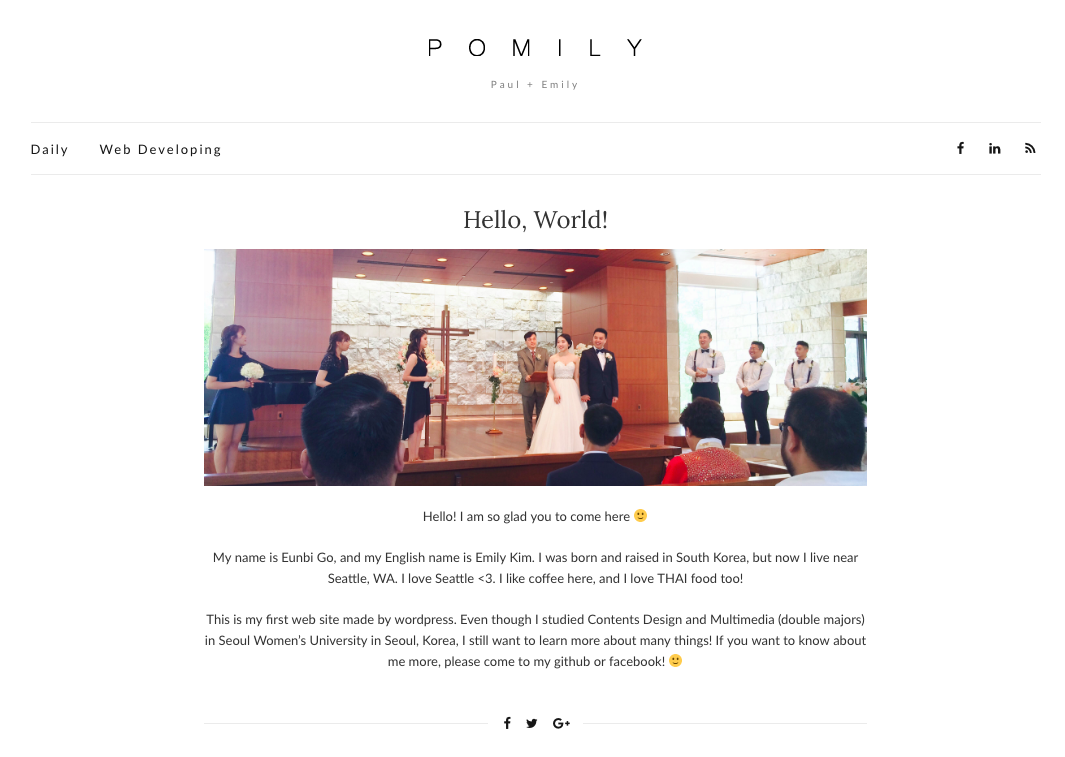 POMILY
Paul + Emily
Daily Web Developing
Hello, World!
Hello! I am so glad you to come here 🙂
My name is Eunbi Go, and my English name is Emily Kim. I was born and raised in South Korea, but now I live near
Seattle, WA. I love Seattle <3. I like coffee here, and I love THAI food too!
This is my first web site made by wordpress. Even though I studied Contents Design and Multimedia (double majors)
in Seoul Women’s University in Seoul, Korea, I still want to learn more about many things! If you want to know about
me more, please come to my github or facebook! 🙂